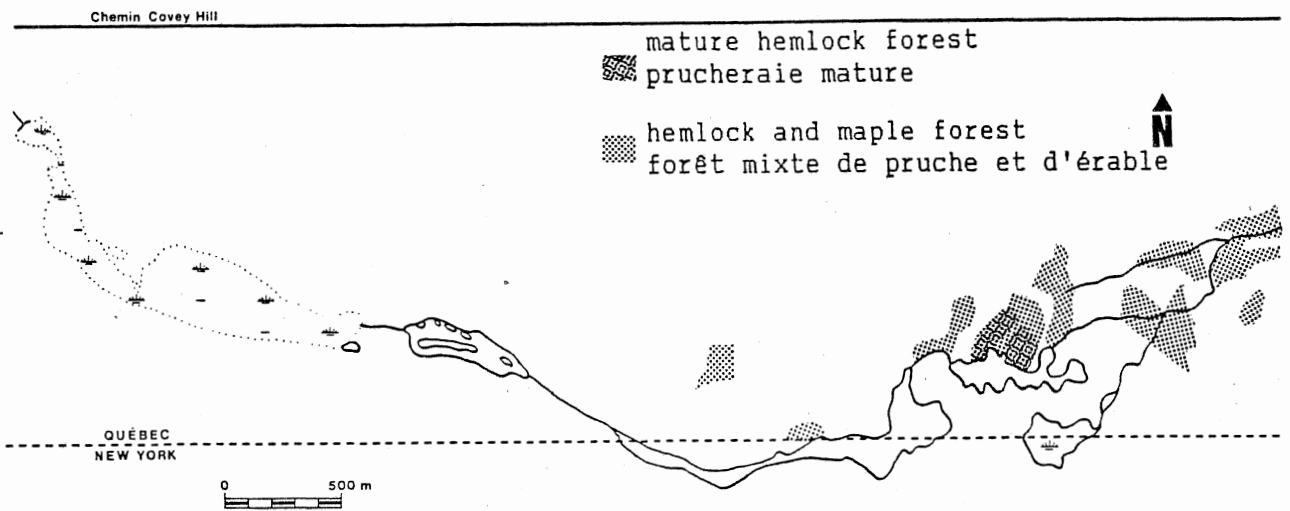 Chemin Covey Hill
mature hemlock forest
prucheraie mature
N
hemlock and maple forest
forêt mixte de pruche et d'érable
QUÉBEC
NEW YORK
0 500 m